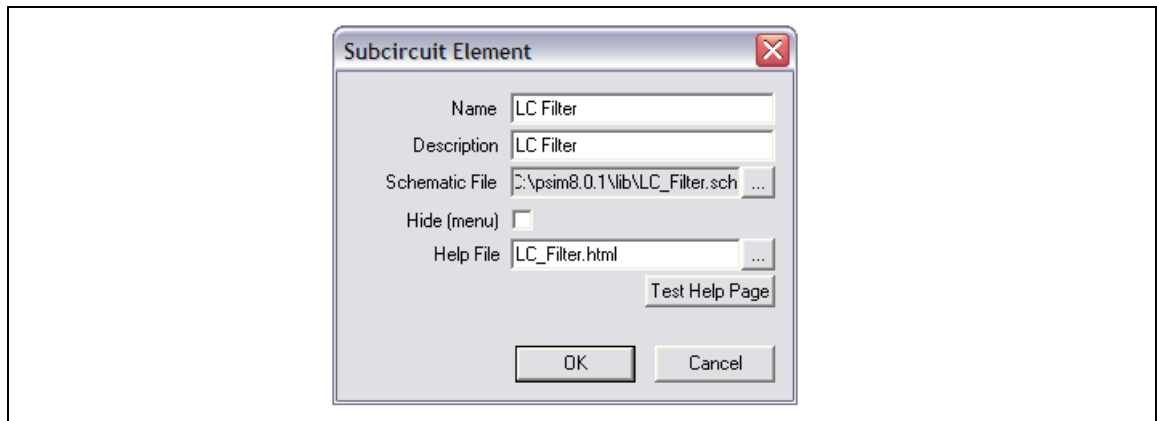 Subcircuit Element
Name LC Filter
Description LC Filter
Schematic File C:\psim8.0.1\lib\LC_Filter.sch ...
Hide (menu)
Help File LC_Filter.html ...
Test Help Page
OK Cancel